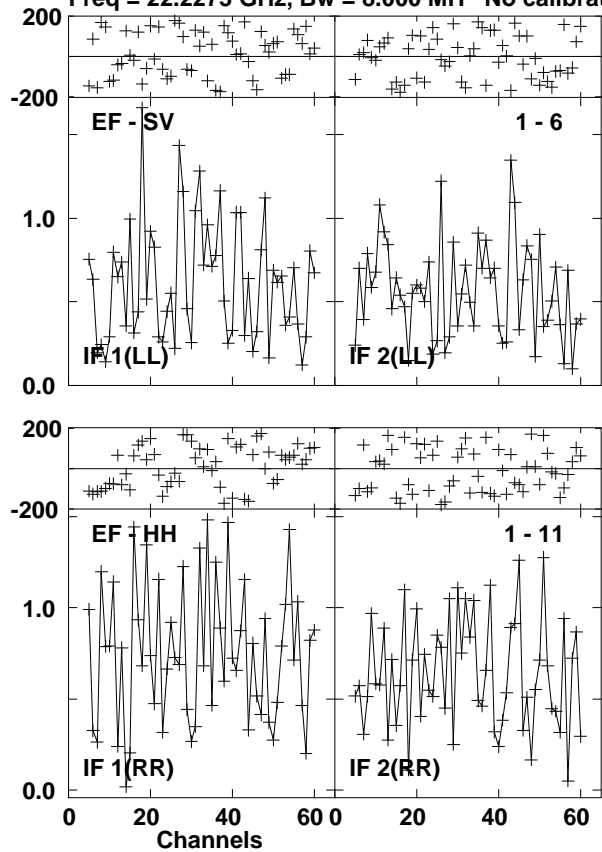 Freq = 22.2273 GHz, Bw = 8.000 MH No calibra
200
-200
EF - SV
1 - 6
1.0
IF 1(LL)
IF 2(LL)
0.0
200
-200
EF - HH
1 - 11
1.0
IF 1(RR)
IF 2(RR)
0.0
0 20 40 60 0 20 40 60
Channels